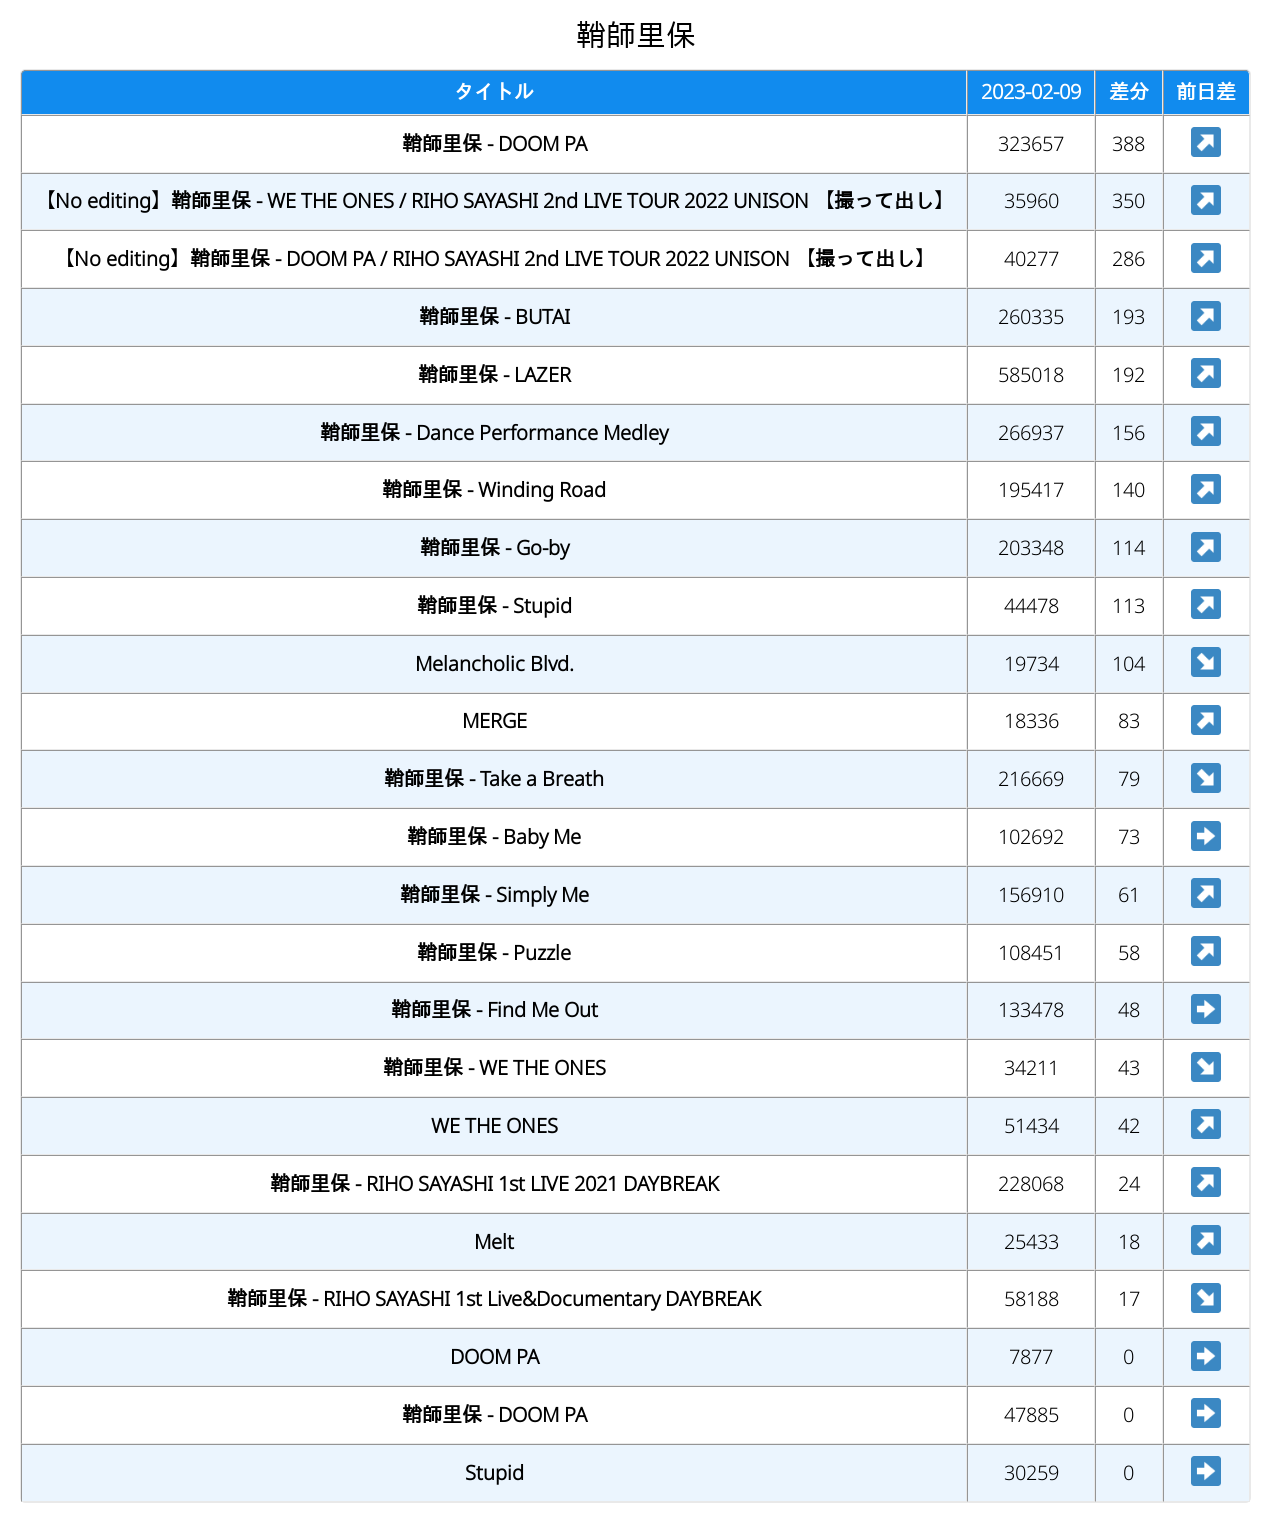 鞘師里保
タイトル 2023-02-09 差分 前日差
鞘師里保 - DOOM PA 323657 388 ↗
【No editing】鞘師里保 - WE THE ONES / RIHO SAYASHI 2nd LIVE TOUR 2022 UNISON 【撮って出し】 35960 350 ↗
【No editing】鞘師里保 - DOOM PA / RIHO SAYASHI 2nd LIVE TOUR 2022 UNISON 【撮って出し】 40277 286 ↗
鞘師里保 - BUTAI 260335 193 ↗
鞘師里保 - LAZER 585018 192 ↗
鞘師里保 - Dance Performance Medley 266937 156 ↗
鞘師里保 - Winding Road 195417 140 ↗
鞘師里保 - Go-by 203348 114 ↗
鞘師里保 - Stupid 44478 113 ↗
Melancholic Blvd. 19734 104 ↘
MERGE 18336 83 ↗
鞘師里保 - Take a Breath 216669 79 ↘
鞘師里保 - Baby Me 102692 73 ➡
鞘師里保 - Simply Me 156910 61 ↗
鞘師里保 - Puzzle 108451 58 ↗
鞘師里保 - Find Me Out 133478 48 ➡
鞘師里保 - WE THE ONES 34211 43 ↘
WE THE ONES 51434 42 ↗
鞘師里保 - RIHO SAYASHI 1st LIVE 2021 DAYBREAK 228068 24 ↗
Melt 25433 18 ↗
鞘師里保 - RIHO SAYASHI 1st Live&Documentary DAYBREAK 58188 17 ↘
DOOM PA 7877 0 ➡
鞘師里保 - DOOM PA 47885 0 ➡
Stupid 30259 0 ➡